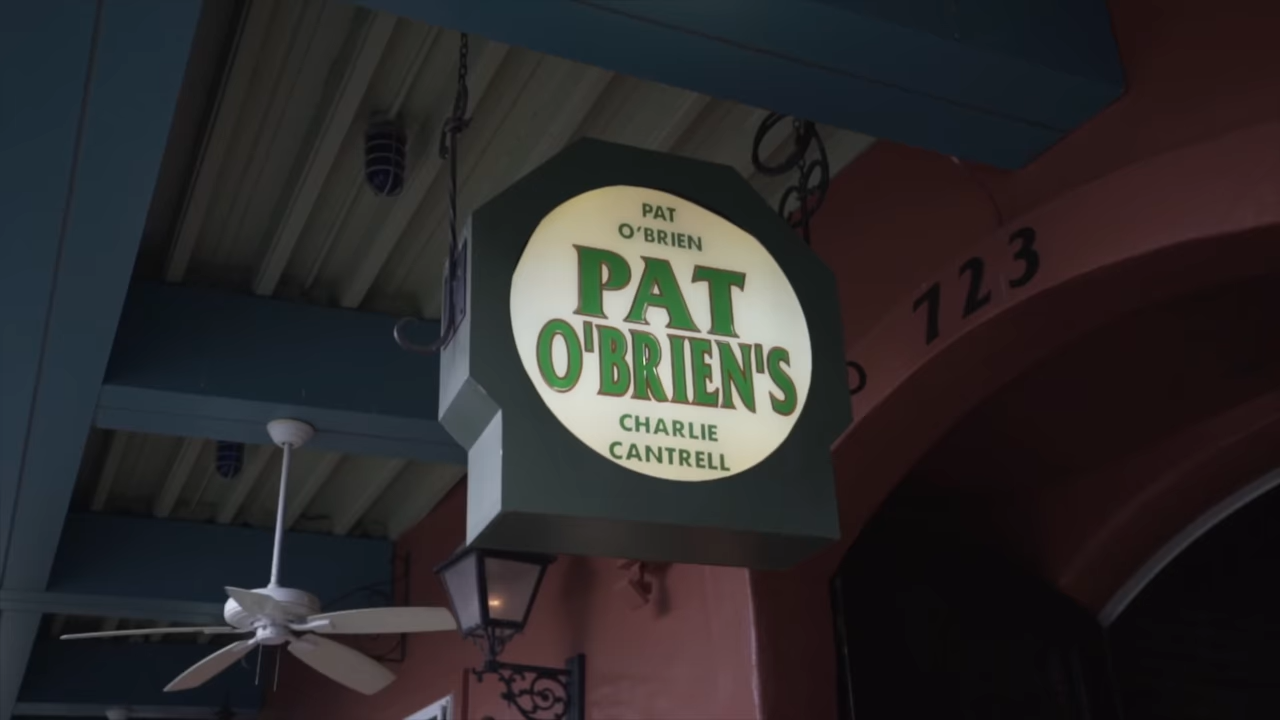 PAT
O'BRIEN
PAT
O'BRIEN'S
CHARLIE
CANTRELL
723